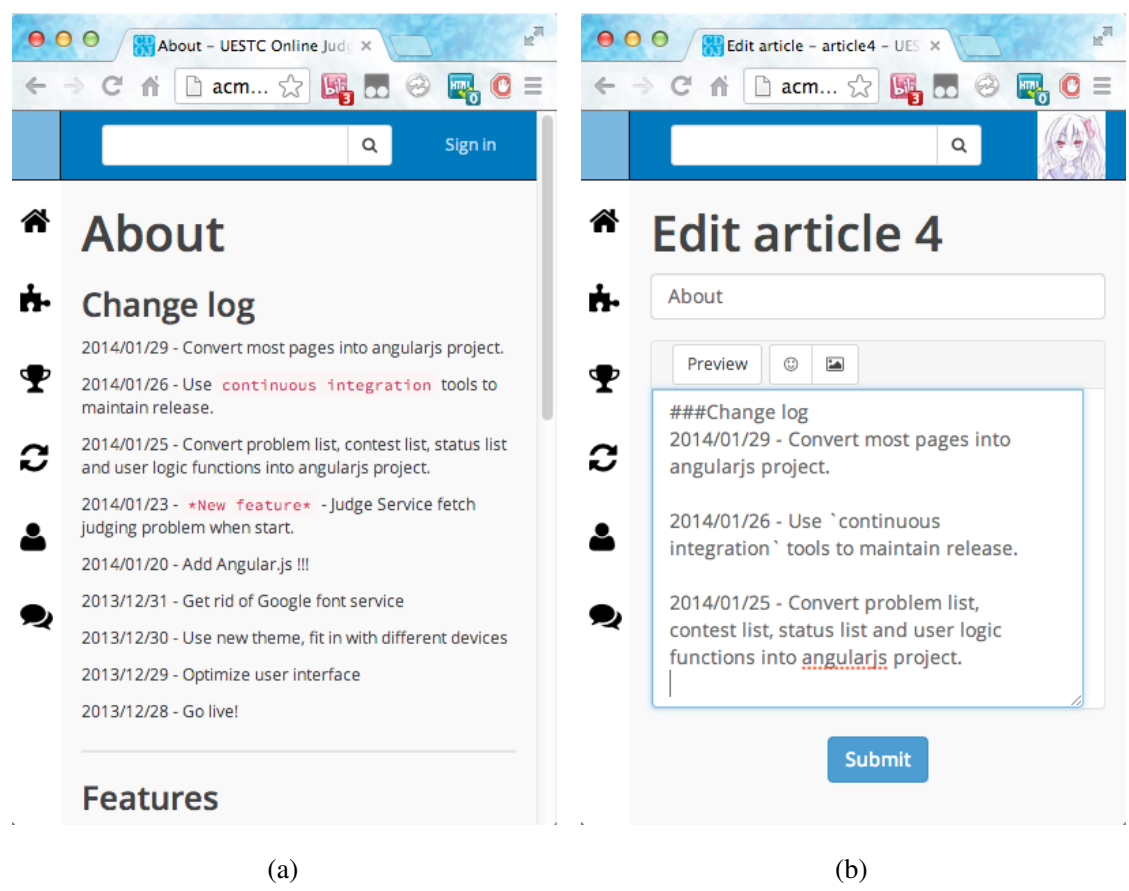 About – UESTC Online Judg
acm...
3
0
Sign in
About
Change log
2014/01/29 - Convert most pages into angularjs project.
2014/01/26 - Use continuous integration tools to
maintain release.
2014/01/25 - Convert problem list, contest list, status list
and user logic functions into angularjs project.
2014/01/23 - *New feature* - Judge Service fetch
judging problem when start.
2014/01/20 - Add Angular.js !!!
2013/12/31 - Get rid of Google font service
2013/12/30 - Use new theme, fit in with different devices
2013/12/29 - Optimize user interface
2013/12/28 - Go live!
Features
(a)
Edit article – article4 – UES
acm...
3
0
Edit article 4
About
Preview
###Change log
2014/01/29 - Convert most pages into
angularjs project.
2014/01/26 - Use `continuous
integration` tools to maintain release.
2014/01/25 - Convert problem list,
contest list, status list and user logic
functions into angularjs project.
Submit
(b)